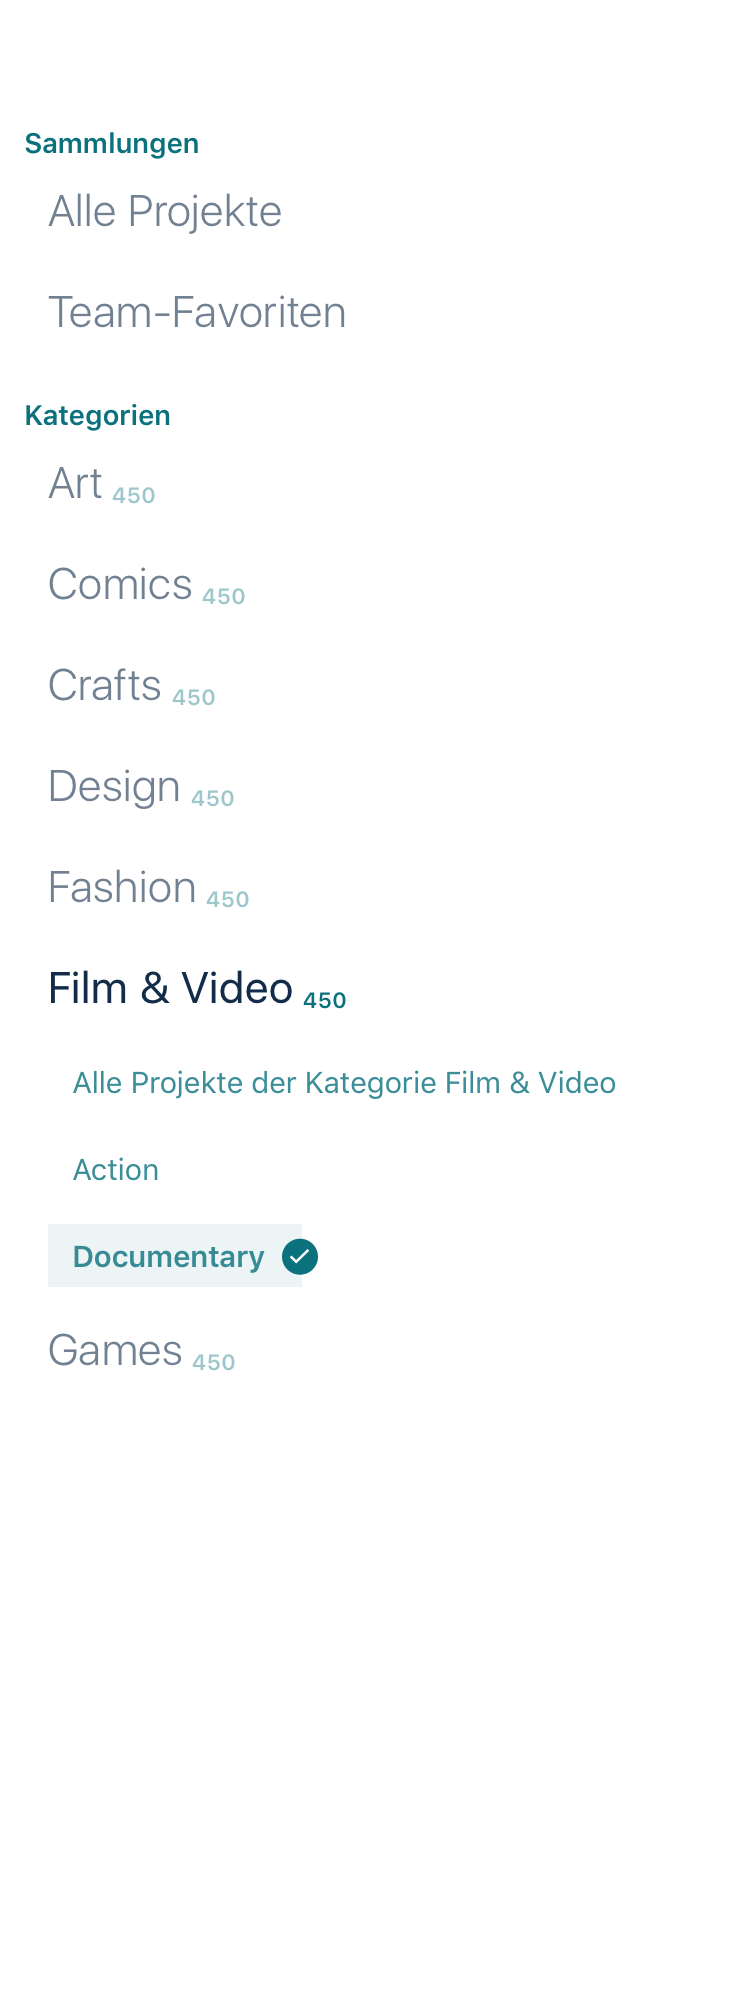 Sammlungen
Alle Projekte
Team-Favoriten
Kategorien
Art 450
Comics 450
Crafts 450
Design 450
Fashion 450
Film & Video 450
Alle Projekte der Kategorie Film & Video
Action
Documentary
Games 450